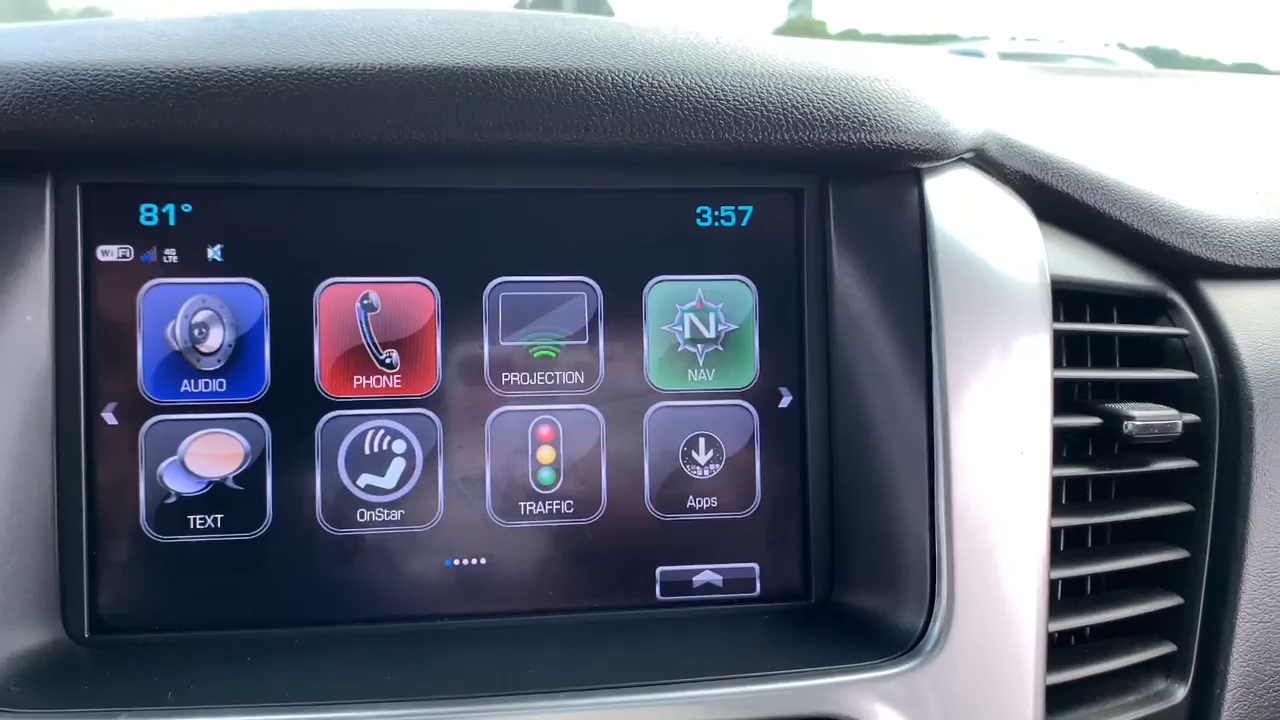 81° 3:57
WiFi 4G LTE
AUDIO PHONE PROJECTION N NAV
TEXT OnStar TRAFFIC Apps